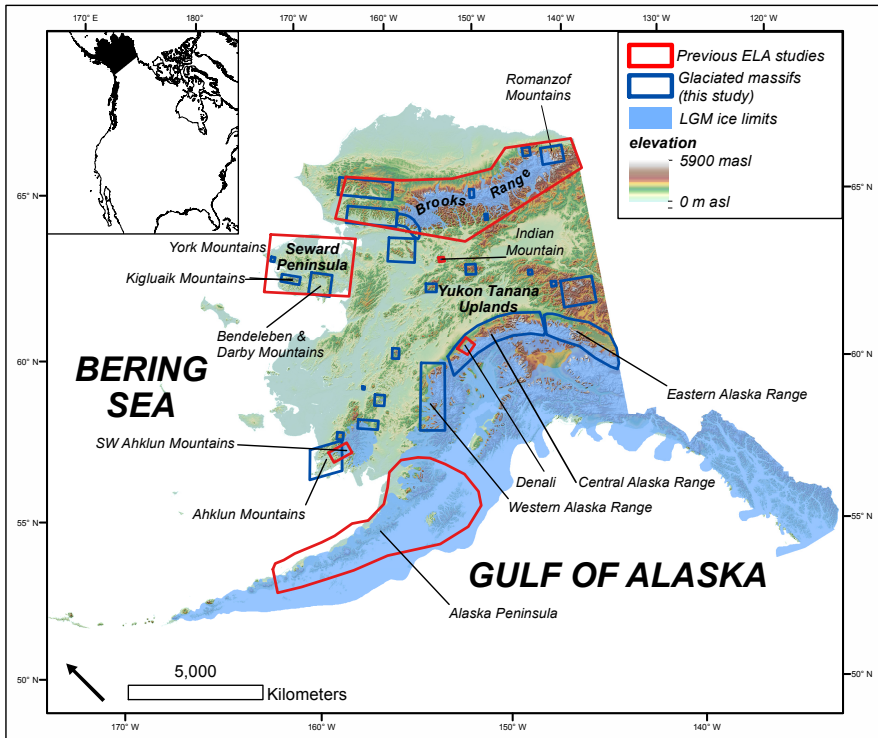 170° E
170° W
160° W
150° W
140° W
130° W
120° W
Previous ELA studies
Glaciated massifs
(this study)
LGM ice limits
elevation
5900 masl
0 m asl
Romanzof
Mountains
65° N
65° N
Brooks
Range
York Mountains
Seward
Peninsula
Indian
Mountain
Kigluaik Mountains
Yukon Tanana
Uplands
Bendeleben &
Darby Mountains
60° N
60° N
BERING
SEA
Eastern Alaska Range
SW Ahklun Mountains
Denali
Central Alaska Range
Western Alaska Range
Ahklun Mountains
55° N
55° N
GULF OF ALASKA
Alaska Peninsula
5,000
Kilometers
50° N
50° N
170° W
160° W
150° W
140° W